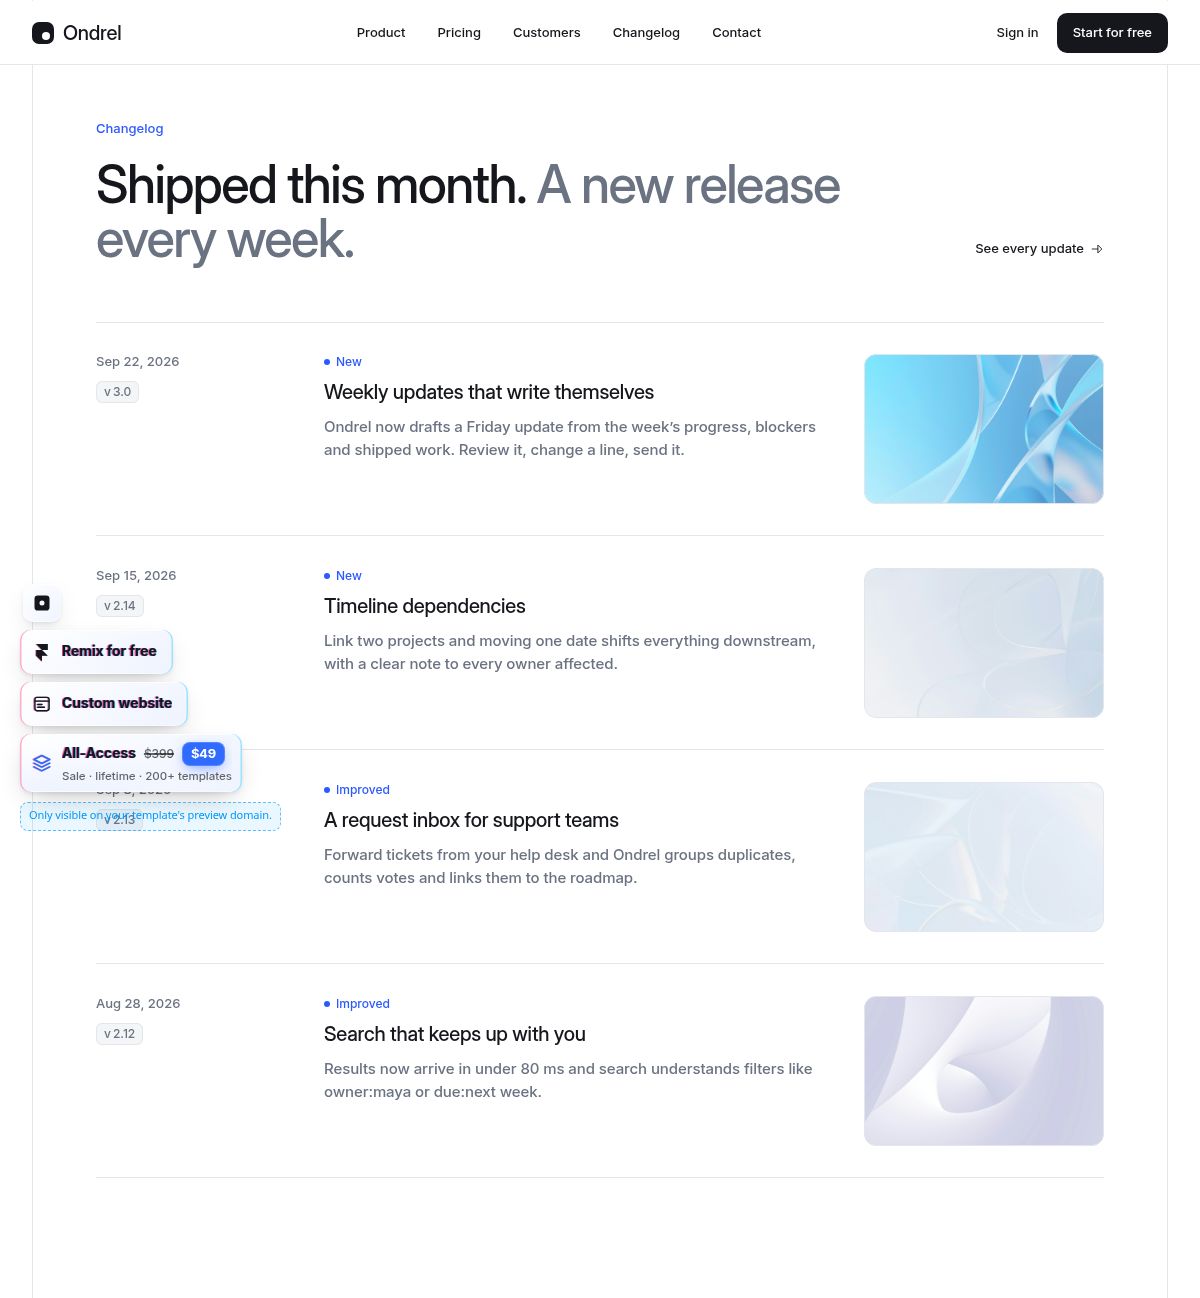 Ondrel
Product
Pricing
Customers
Changelog
Contact
Sign in
Start for free
Changelog
Shipped this month. A new release
every week.
See every update
Sep 22, 2026
v 3.0
New
Weekly updates that write themselves
Ondrel now drafts a Friday update from the week’s progress, blockers
and shipped work. Review it, change a line, send it.
Sep 15, 2026
v 2.14
New
Timeline dependencies
Link two projects and moving one date shifts everything downstream,
with a clear note to every owner affected.
Remix for free
Custom website
All-Access $399 $49
Sale · lifetime · 200+ templates
Only visible on your template's preview domain.
v 2.13
Improved
A request inbox for support teams
Forward tickets from your help desk and Ondrel groups duplicates,
counts votes and links them to the roadmap.
Aug 28, 2026
v 2.12
Improved
Search that keeps up with you
Results now arrive in under 80 ms and search understands filters like
owner:maya or due:next week.